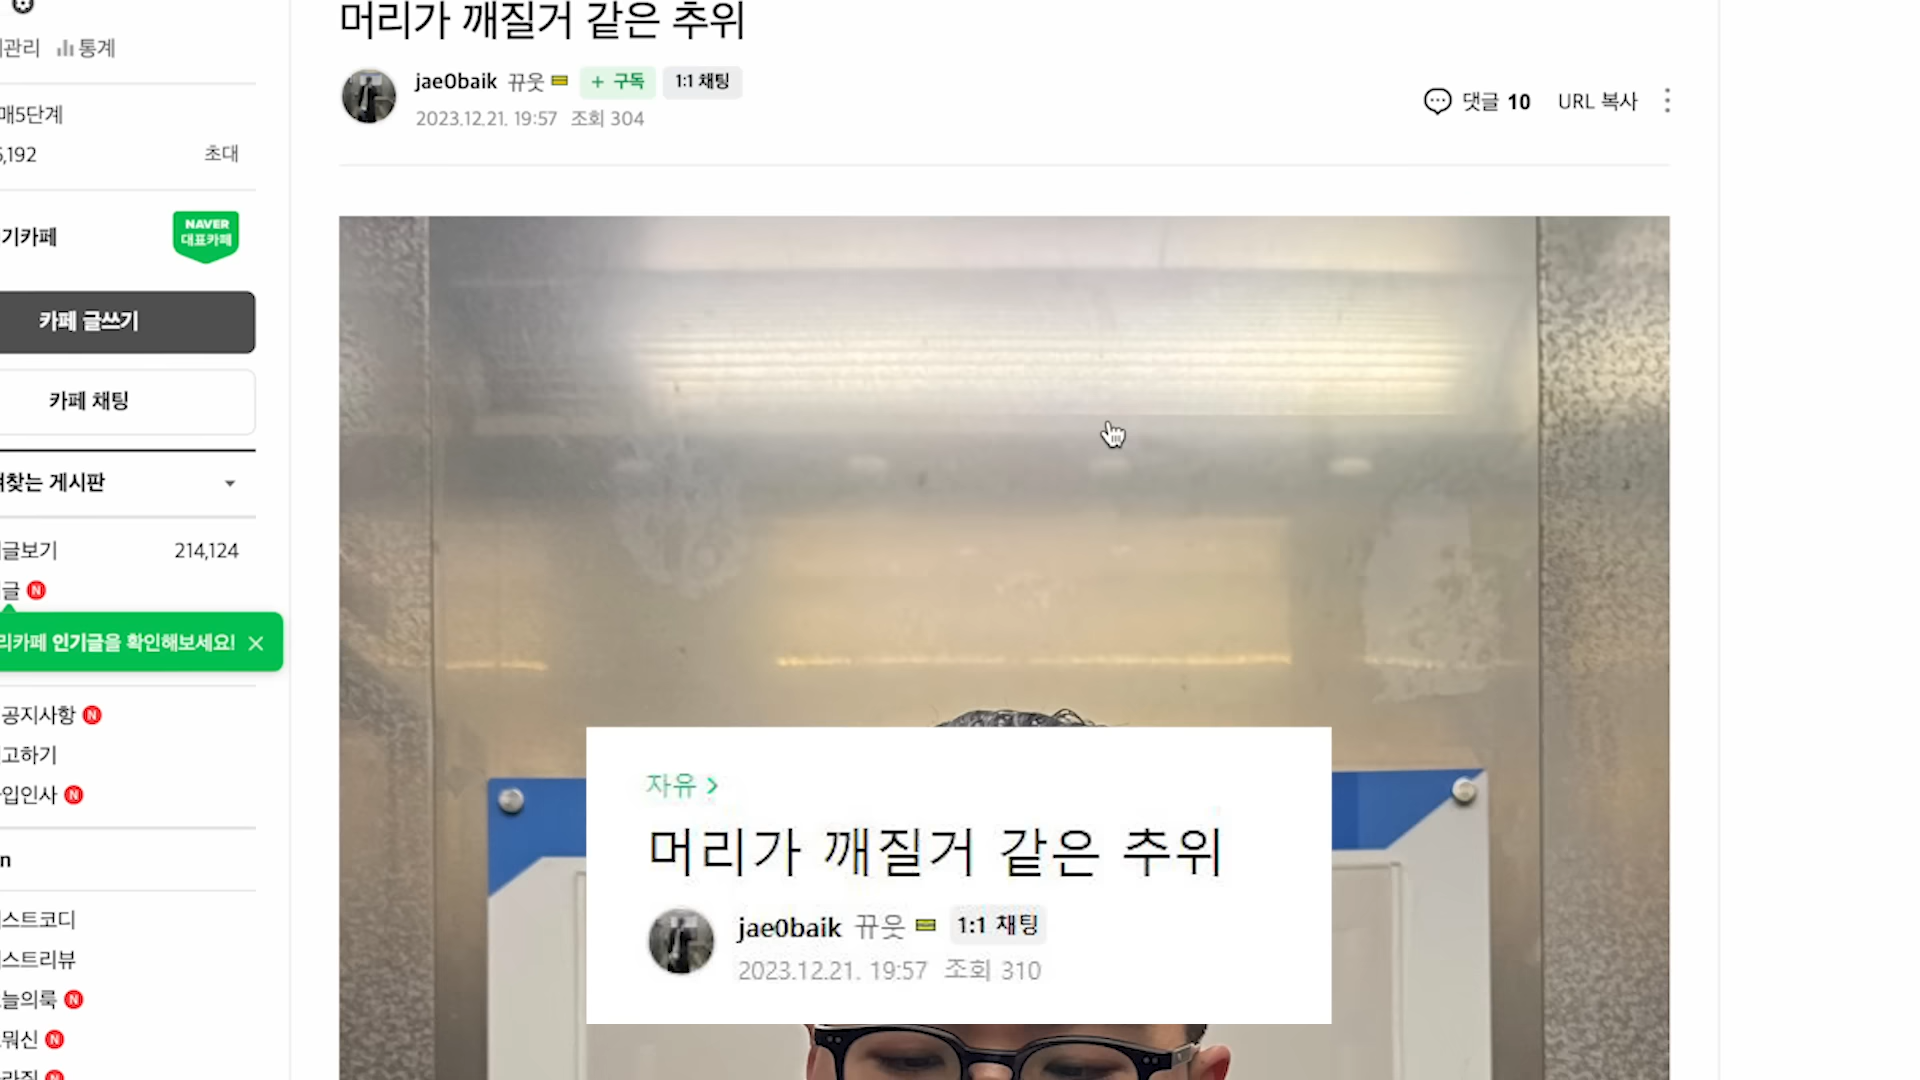 머리가 깨질거 같은 추위
관리 통계
jae0baik 뀨웃 + 구독 1:1 채팅
2023.12.21. 19:57 조회 304
댓글 10 URL 복사
매5단계
5,192 초대
기카페
NAVER
대표카페
카페 글쓰기
카페 채팅
겨찾는 게시판
글보기 214,124
글 N
리카페 인기글을 확인해보세요!
공지사항 N
고하기
입인사 N
n
스트코디
스트리뷰
늘의룩 N
뭐신 N
자유 >
머리가 깨질거 같은 추위
jae0baik 뀨웃 1:1 채팅
2023.12.21. 19:57 조회 310